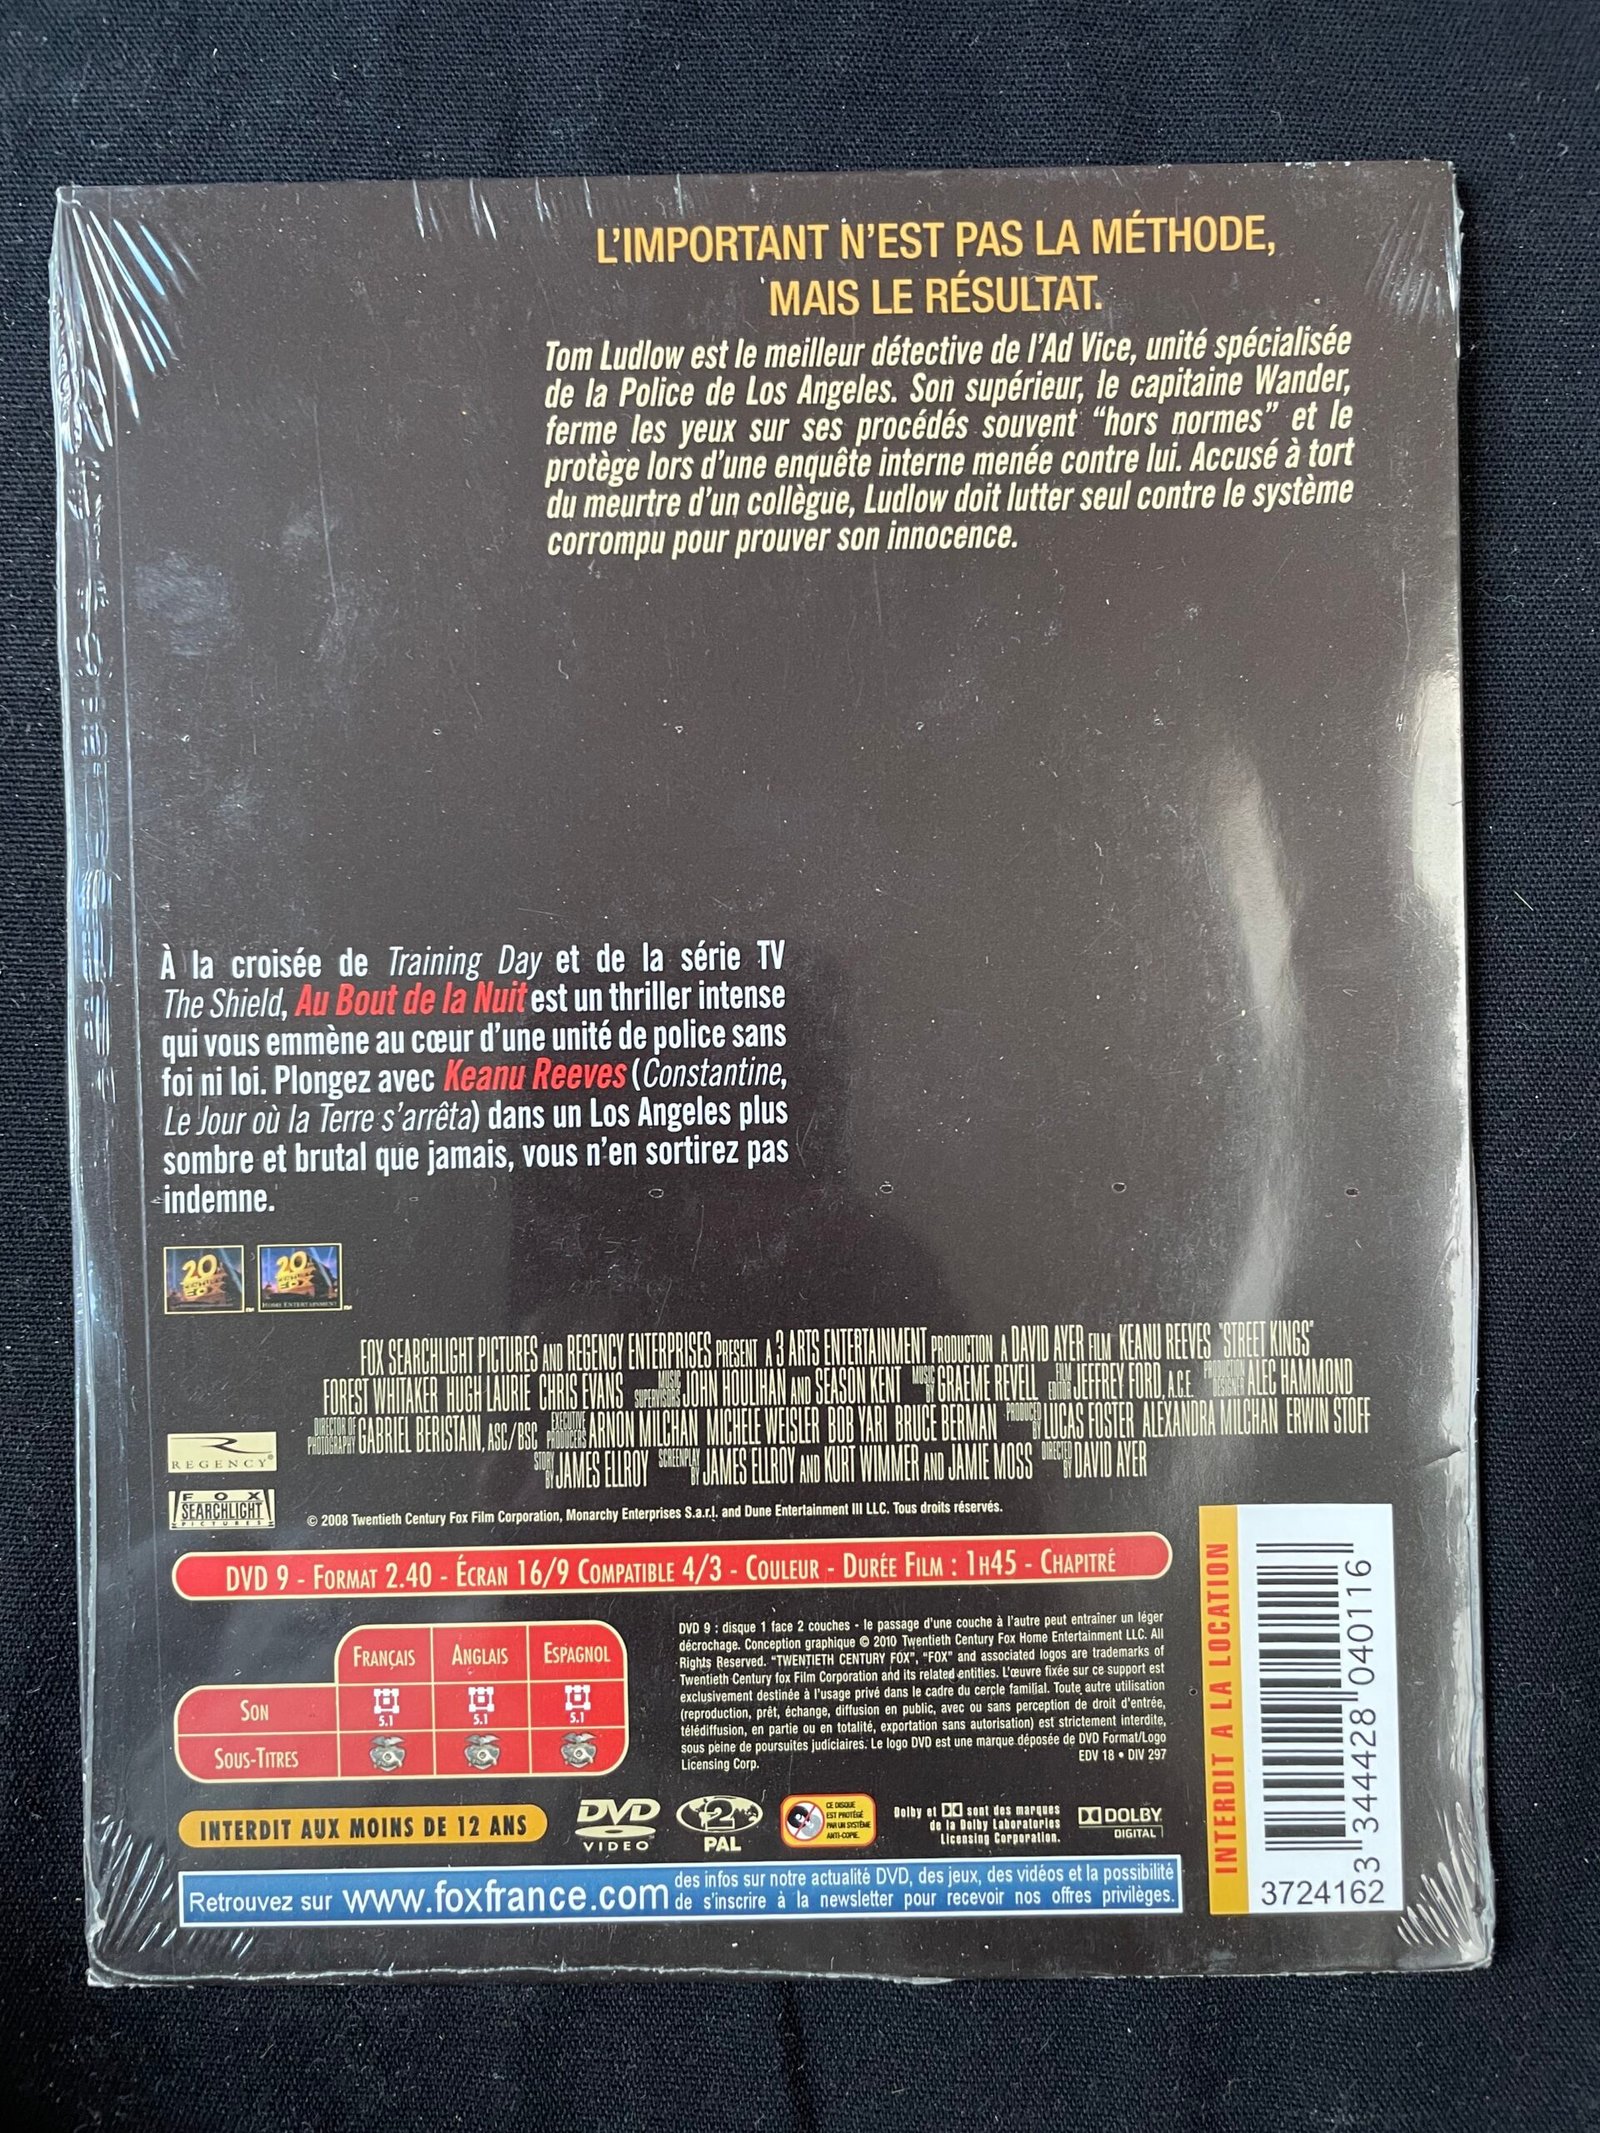 L'IMPORTANT N'EST PAS LA MÉTHODE,
MAIS LE RÉSULTAT.
Tom Ludlow est le meilleur détective de l'Ad Vice, unité spécialisée
de la Police de Los Angeles. Son supérieur, le capitaine Wander,
ferme les yeux sur ses procédés souvent "hors normes" et le
protège lors d'une enquête interne menée contre lui. Accusé à tort
du meurtre d'un collègue, Ludlow doit lutter seul contre le système
corrompu pour prouver son innocence.
À la croisée de Training Day et de la série TV
The Shield, Au Bout de la Nuit est un thriller intense
qui vous emmène au cœur d'une unité de police sans
foi ni loi. Plongez avec Keanu Reeves (Constantine,
Le Jour où la Terre s'arrêta) dans un Los Angeles plus
sombre et brutal que jamais, vous n'en sortirez pas
indemne.
20 CENTURY FOX
20 CENTURY FOX HOME ENTERTAINMENT
FOX SEARCHLIGHT PICTURES AND REGENCY ENTERPRISES PRESENT A 3 ARTS ENTERTAINMENT PRODUCTION A DAVID AYER FILM KEANU REEVES "STREET KINGS"
FOREST WHITAKER HUGH LAURIE CHRIS EVANS MUSIC SUPERVISORS JOHN HOULIHAN AND SEASON KENT MUSIC BY GRAEME REVELL FILM EDITOR JEFFREY FORD, A.C.E. PRODUCTION DESIGNER ALEC HAMMOND
DIRECTOR OF PHOTOGRAPHY GABRIEL BERISTAIN, ASC/BSC EXECUTIVE PRODUCERS ARNON MILCHAN MICHELE WEISLER BOB YARI BRUCE BERMAN PRODUCED BY LUCAS FOSTER ALEXANDRA MILCHAN ERWIN STOFF
STORY BY JAMES ELLROY SCREENPLAY BY JAMES ELLROY AND KURT WIMMER AND JAMIE MOSS DIRECTED BY DAVID AYER
REGENCY®
FOX
SEARCHLIGHT
PICTURES
© 2008 Twentieth Century Fox Film Corporation, Monarchy Enterprises S.a.r.l. and Dune Entertainment III LLC. Tous droits réservés.
DVD 9 - FORMAT 2.40 - ÉCRAN 16/9 COMPATIBLE 4/3 - COULEUR - DURÉE FILM : 1H45 - CHAPITRÉ
FRANÇAIS ANGLAIS ESPAGNOL
SON 5.1 5.1 5.1
SOUS-TITRES
DVD 9 : disque 1 face 2 couches - le passage d'une couche à l'autre peut entraîner un léger
décrochage. Conception graphique © 2010 Twentieth Century Fox Home Entertainment LLC. All
Rights Reserved. "TWENTIETH CENTURY FOX", "FOX" and associated logos are trademarks of
Twentieth Century fox Film Corporation and its related entities. L'œuvre fixée sur ce support est
exclusivement destinée à l'usage privé dans le cadre du cercle familial. Toute autre utilisation
(reproduction, prêt, échange, diffusion en public, avec ou sans perception de droit d'entrée,
télédiffusion, en partie ou en totalité, exportation sans autorisation) est strictement interdite,
sous peine de poursuites judiciaires. Le logo DVD est une marque déposée de DVD Format/Logo
Licensing Corp.
EDV 18 • DIV 297
INTERDIT AUX MOINS DE 12 ANS
DVD
VIDEO
2
PAL
CE DISQUE
EST PROTÉGÉ
PAR UN SYSTÈME
ANTI-COPIE.
Dolby et DD sont des marques
de la Dolby Laboratories
Licensing Corporation.
DOLBY
DIGITAL
Retrouvez sur www.foxfrance.com des infos sur notre actualité DVD, des jeux, des vidéos et la possibilité
de s'inscrire à la newsletter pour recevoir nos offres privilèges.
INTERDIT A LA LOCATION
3 344428 040116
3724162